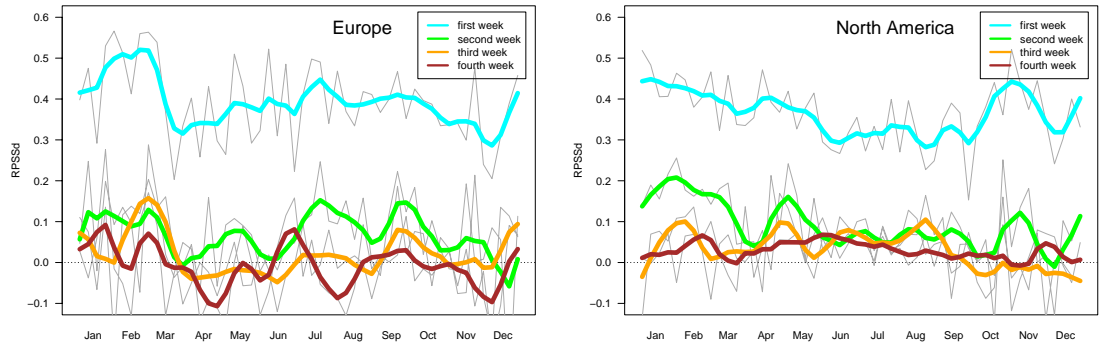 Europe
first week
second week
third week
fourth week
RPSSd
0.6
0.5
0.4
0.3
0.2
0.1
0.0
−0.1
Jan Feb Mar Apr May Jun Jul Aug Sep Oct Nov Dec
North America
first week
second week
third week
fourth week
RPSSd
0.6
0.5
0.4
0.3
0.2
0.1
0.0
−0.1
Jan Feb Mar Apr May Jun Jul Aug Sep Oct Nov Dec